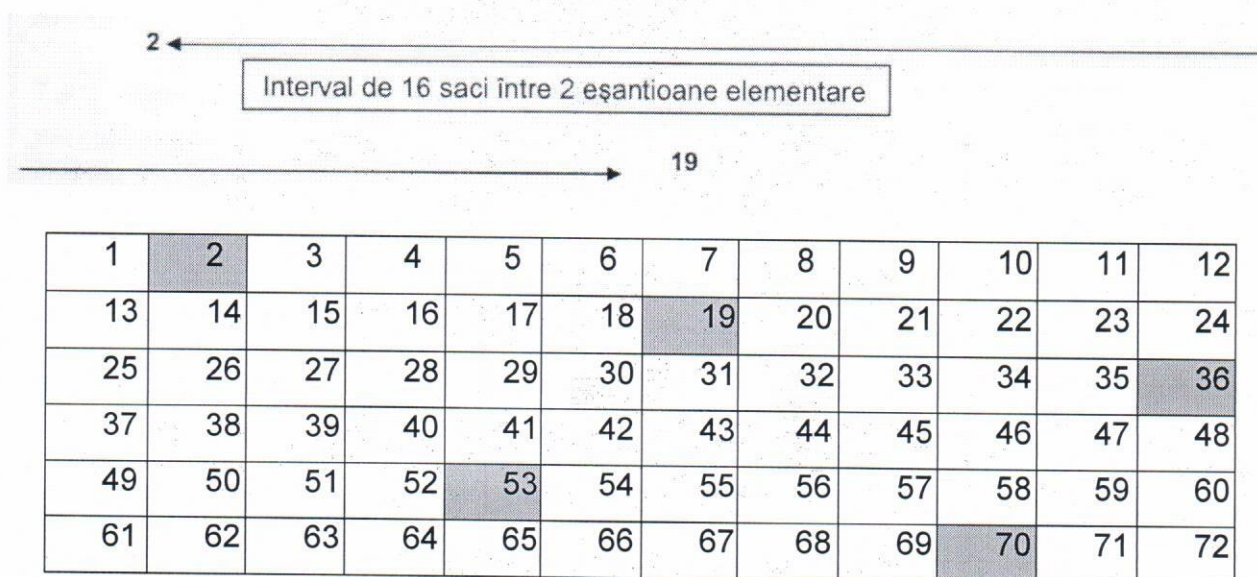 2
Interval de 16 saci între 2 eşantioane elementare
19
1 2 3 4 5 6 7 8 9 10 11 12
13 14 15 16 17 18 19 20 21 22 23 24
25 26 27 28 29 30 31 32 33 34 35 36
37 38 39 40 41 42 43 44 45 46 47 48
49 50 51 52 53 54 55 56 57 58 59 60
61 62 63 64 65 66 67 68 69 70 71 72